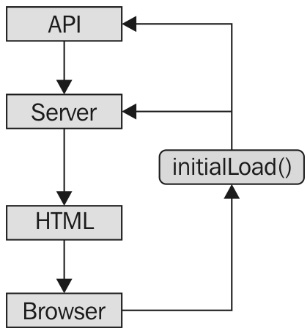 API
Server
initialLoad()
HTML
Browser